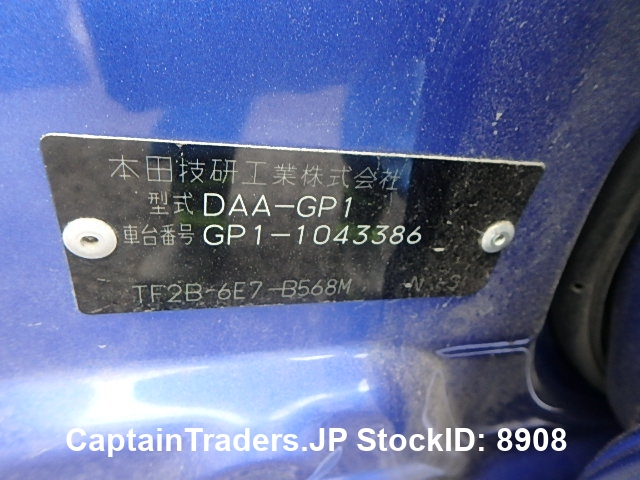 本田技研工業株式会社
型式 DAA-GP1
車台番号 GP1-1043386
TF2B-6E7-B568M
CaptainTraders.JP StockID: 8908